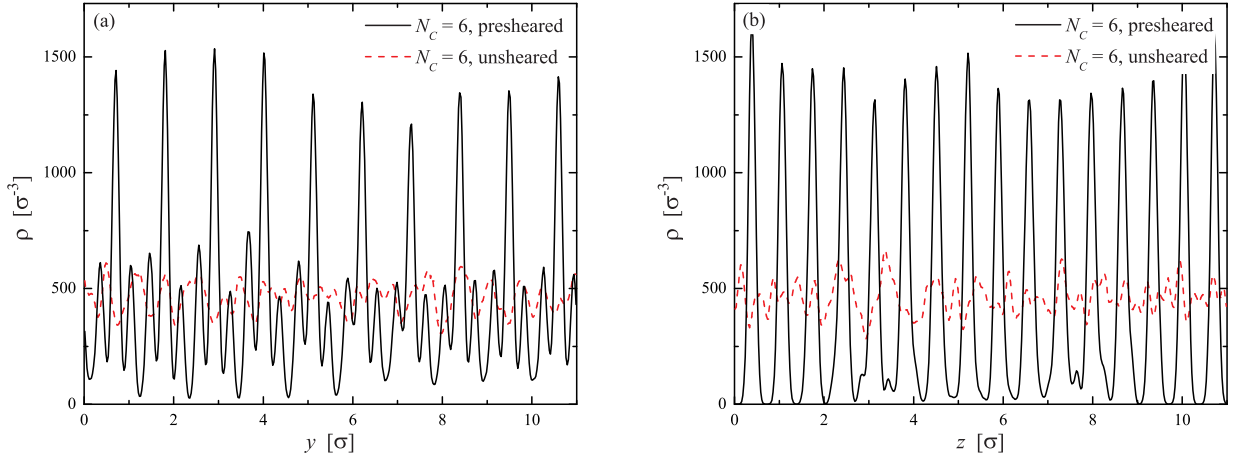 (a)
N_C = 6, presheared
N_C = 6, unsheared
1500
1000
500
0
ρ [σ⁻³]
0 2 4 6 8 10
y [σ]
(b)
N_C = 6, presheared
N_C = 6, unsheared
1500
1000
500
0
ρ [σ⁻³]
0 2 4 6 8 10
z [σ]